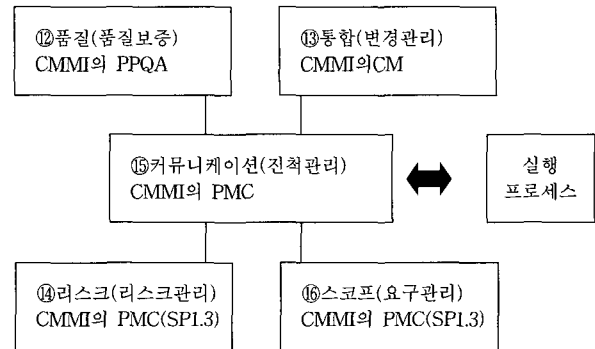 ⑫품질(품질보증)
CMMI의 PPQA
⑬통합(변경관리)
CMMI의CM
⑮커뮤니케이션(진척관리)
CMMI의 PMC
실행
프로세스
⑭리스크(리스크관리)
CMMI의 PMC(SP1.3)
⑯스코프(요구관리)
CMMI의 PMC(SP1.3)